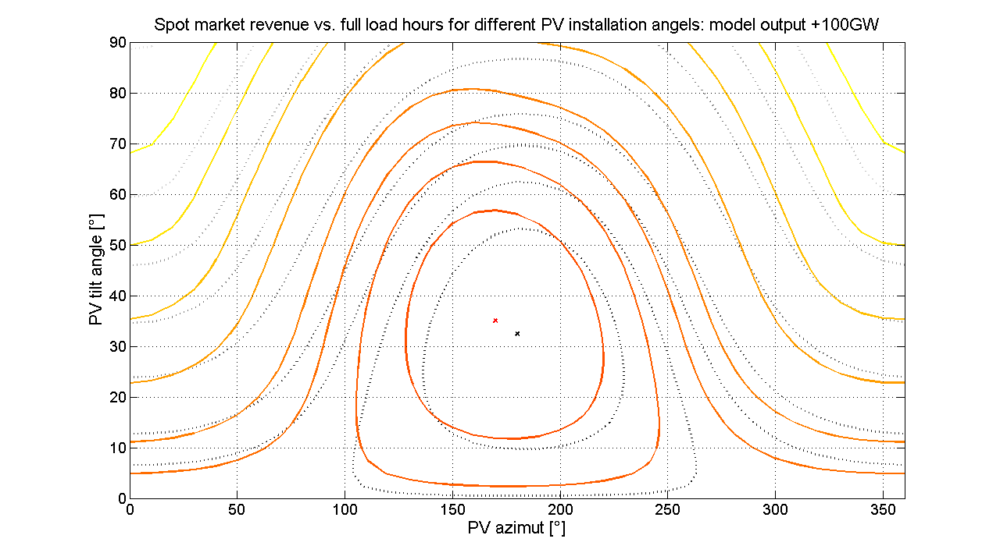 Spot market revenue vs. full load hours for different PV installation angels: model output +100GW
90
80
70
60
50
40
30
20
10
0
PV tilt angle [°]
0 50 100 150 200 250 300 350
PV azimut [°]